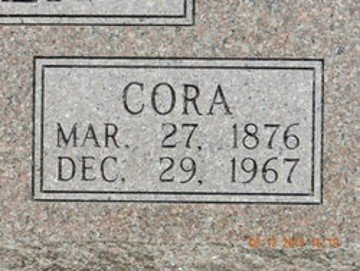 CORA
MAR. 27, 1876
DEC. 29, 1967